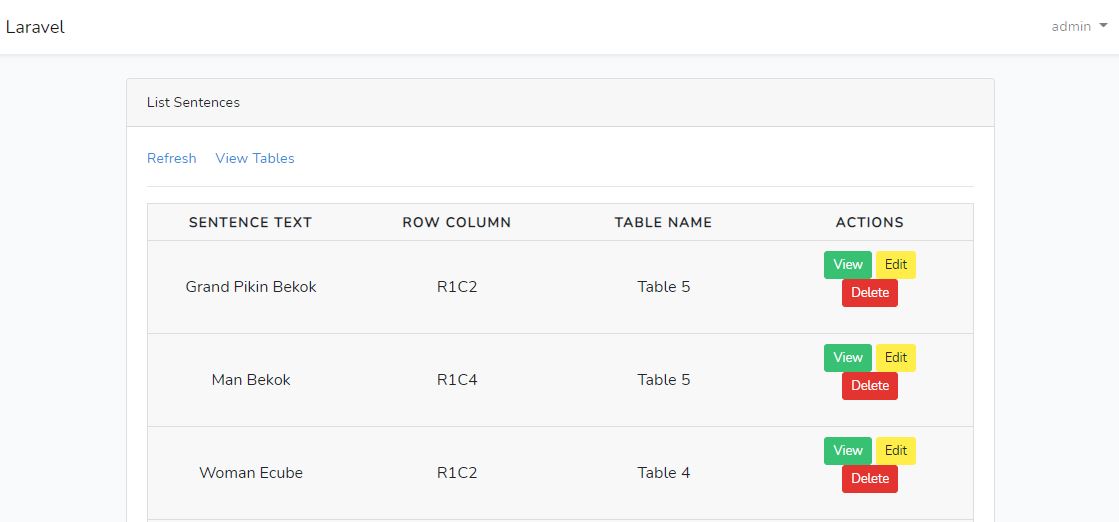 Laravel
admin
List Sentences
Refresh View Tables
SENTENCE TEXT ROW COLUMN TABLE NAME ACTIONS
View Edit
Grand Pikin Bekok R1C2 Table 5
Delete
View Edit
Man Bekok R1C4 Table 5
Delete
View Edit
Woman Ecube R1C2 Table 4
Delete